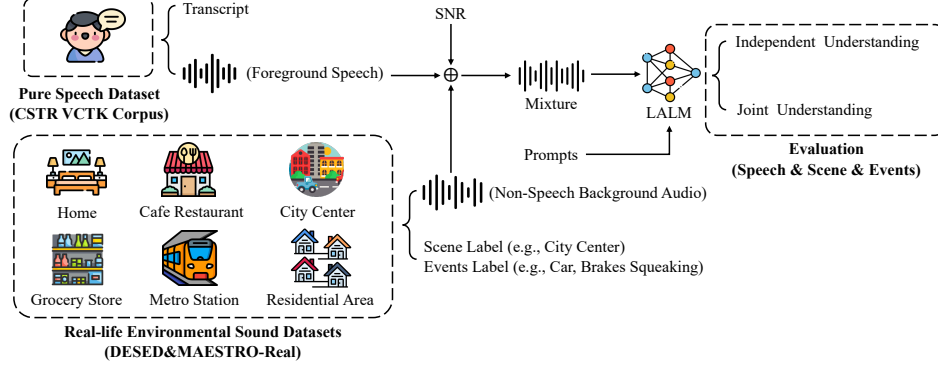 Transcript
(Foreground Speech)
Pure Speech Dataset
(CSTR VCTK Corpus)
SNR
Mixture
LALM
Prompts
Independent Understanding
Joint Understanding
Evaluation
(Speech & Scene & Events)
Home
Cafe Restaurant
City Center
Grocery Store
Metro Station
Residential Area
Real-life Environmental Sound Datasets
(DESED&MAESTRO-Real)
(Non-Speech Background Audio)
Scene Label (e.g., City Center)
Events Label (e.g., Car, Brakes Squeaking)